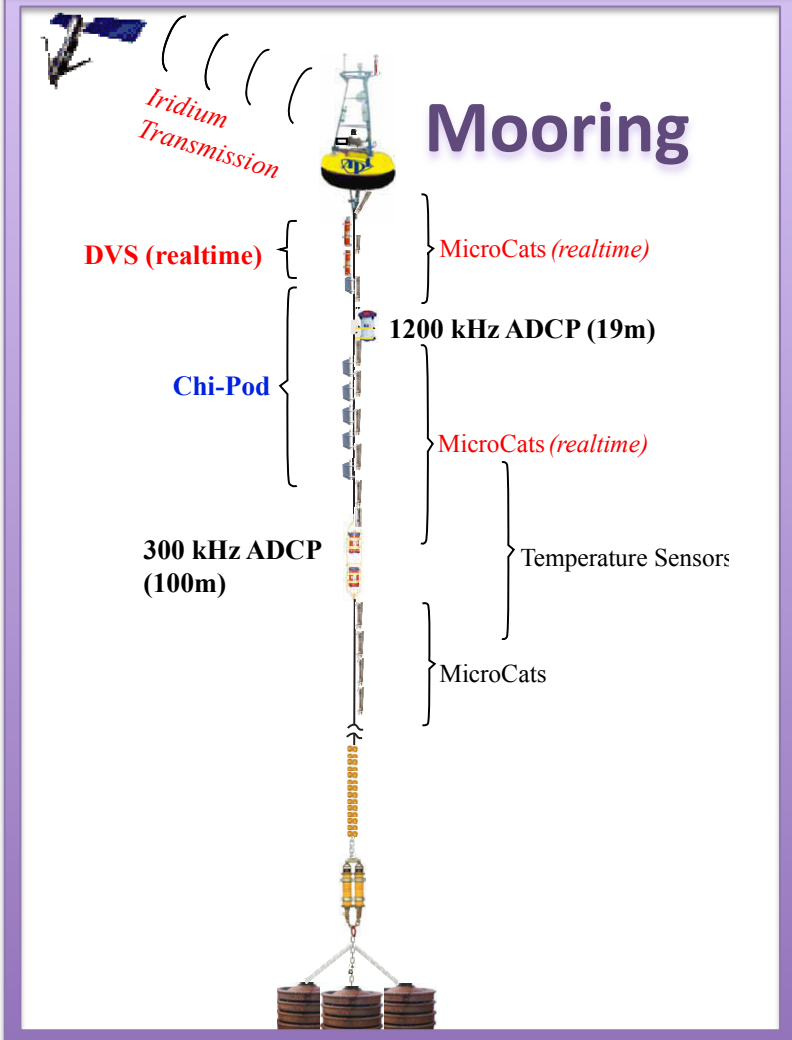 Iridium
Transmission
Mooring
DVS (realtime)
MicroCats (realtime)
1200 kHz ADCP (19m)
Chi-Pod
MicroCats (realtime)
300 kHz ADCP
(100m)
Temperature Sensors
MicroCats